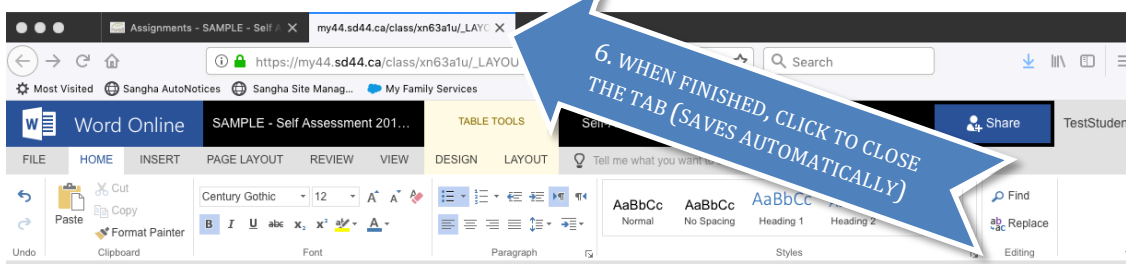 Assignments - SAMPLE - Self A
my44.sd44.ca/class/xn63a1u/_LAYC
https://my44.sd44.ca/class/xn63a1u/_LAYOU
Search
Most Visited Sangha AutoNotices Sangha Site Manag... My Family Services
6. WHEN FINISHED, CLICK TO CLOSE
THE TAB (SAVES AUTOMATICALLY)
Word Online SAMPLE - Self Assessment 201... TABLE TOOLS Share TestStuden
FILE HOME INSERT PAGE LAYOUT REVIEW VIEW DESIGN LAYOUT Tell me what you want
Cut
Copy
Paste
Format Painter
Century Gothic 12
B I U abc x₂ x²
AaBbCc AaBbCc AaBbCc
Normal No Spacing Heading 1 Heading 2
Find
Replace
Undo Clipboard Font Paragraph Styles Editing